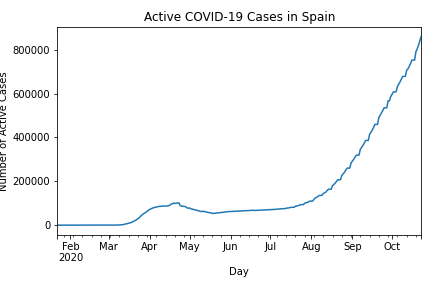 Active COVID-19 Cases in Spain
800000
600000
400000
200000
0
Number of Active Cases
Feb Mar Apr May Jun Jul Aug Sep Oct
2020
Day